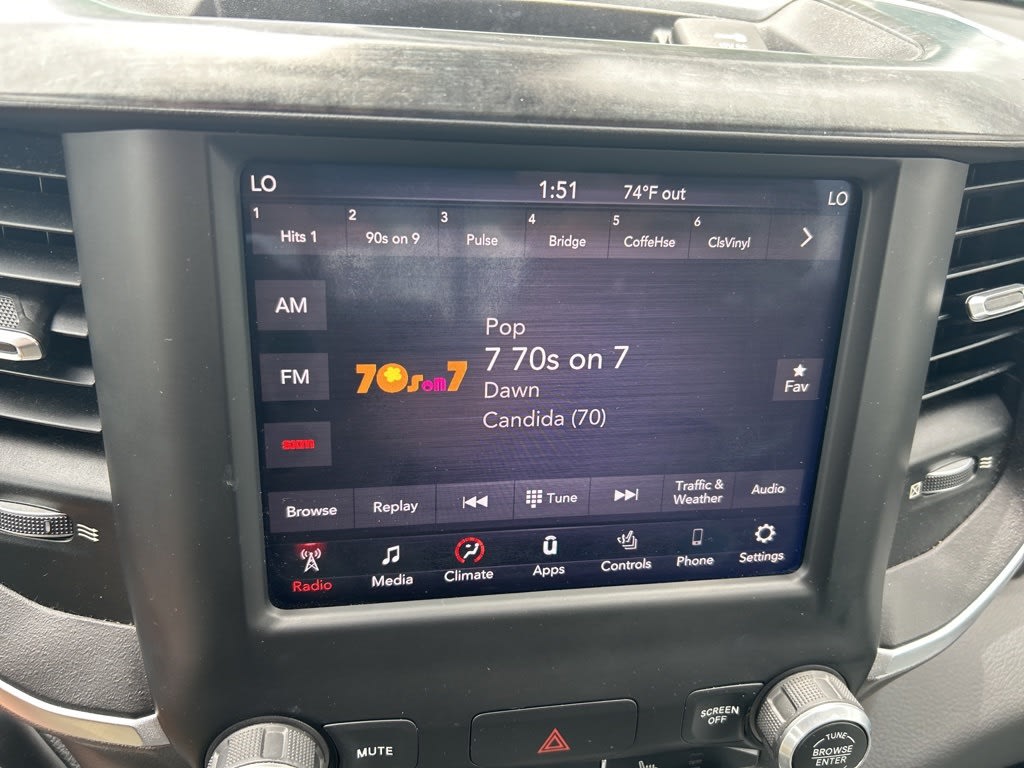 LO 1:51 74°F out LO
1 Hits 1 2 90s on 9 3 Pulse 4 Bridge 5 CoffeHse 6 ClsVinyl
AM
FM
SXM
70s on 7
Pop
7 70s on 7
Dawn
Candida (70)
Fav
Browse Replay Tune Traffic & Weather Audio
Radio Media Climate Apps Controls Phone Settings
MUTE
SCREEN
OFF
TUNE
BROWSE
ENTER